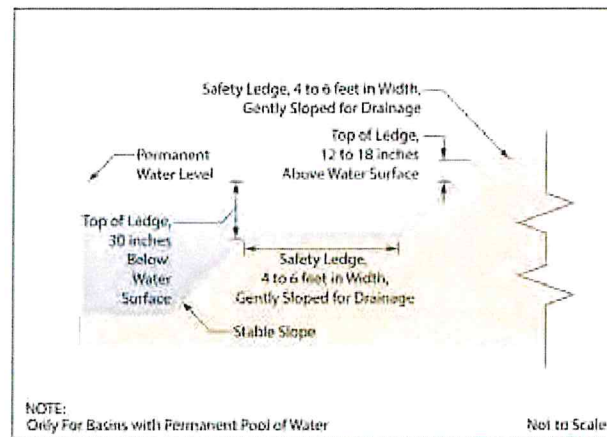 Safety Ledge, 4 to 6 feet in Width,
Gently Sloped for Drainage
Top of Ledge,
12 to 18 inches
Above Water Surface
Permanent
Water Level
Top of Ledge,
30 inches
Below
Water
Surface
Safety Ledge,
4 to 6 feet in Width,
Gently Sloped for Drainage
Stable Slope
NOTE:
Only For Basins with Permanent Pool of Water
Not to Scale